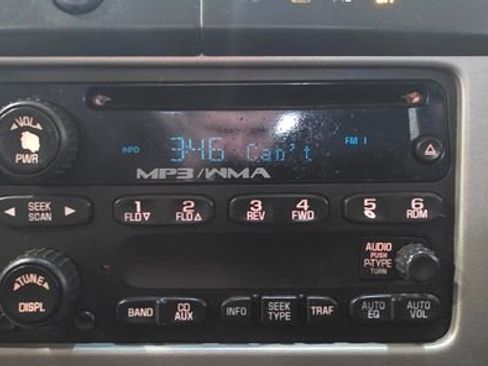 VOL
PWR
INFO 3:46 Can't FM 1
MP3/WMA
SEEK
SCAN
1 2 3 4 5 6
FLD▽ FLD△ REV FWD RDM
AUDIO
PUSH
P-TYPE
TURN
TUNE
DISPL
BAND CD AUX INFO SEEK TYPE TRAF AUTO EQ AUTO VOL